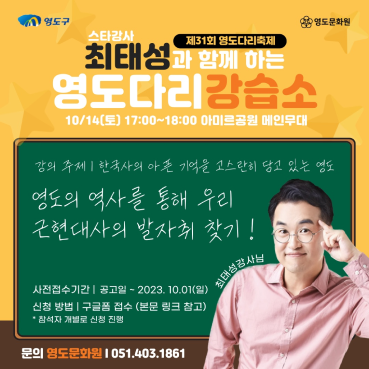 영도구
영도문화원
스타강사
제31회 영도다리축제
최태성과 함께 하는
영도다리 강습소
10/14(토) 17:00~18:00 아미르공원 메인무대
강의 주제 | 한국사의 아픈 기억을 고스란히 담고 있는 영도
영도의 역사를 통해 우리
근현대사의 발자취 찾기!
최태성강사님
사전접수기간 | 공고일 - 2023. 10.01(일)
신청 방법 | 구글폼 접수 (본문 링크 참고)
* 참석자 개별로 신청 진행
문의 영도문화원 I 051.403.1861